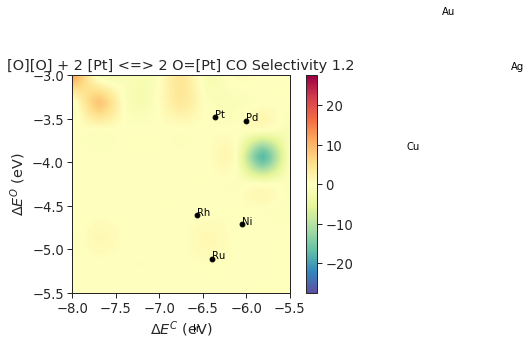 Au
[O][O] + 2 [Pt] <=> 2 O=[Pt] CO Selectivity 1.2
Ag
−3.0
−3.5
−4.0
−4.5
−5.0
−5.5
ΔE^O (eV)
Pt
Pd
Cu
Rh
Ni
Ru
20
10
0
−10
−20
−8.0 −7.5 −7.0 −6.5 −6.0 −5.5
ΔE^C (eV)
Ir